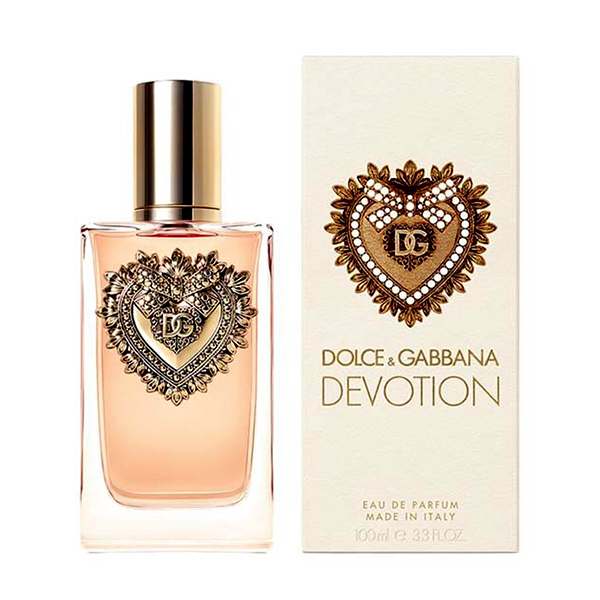 DG
DG
DOLCE & GABBANA
DEVOTION
EAU DE PARFUM
MADE IN ITALY
100ml e 3.3 FL.OZ.